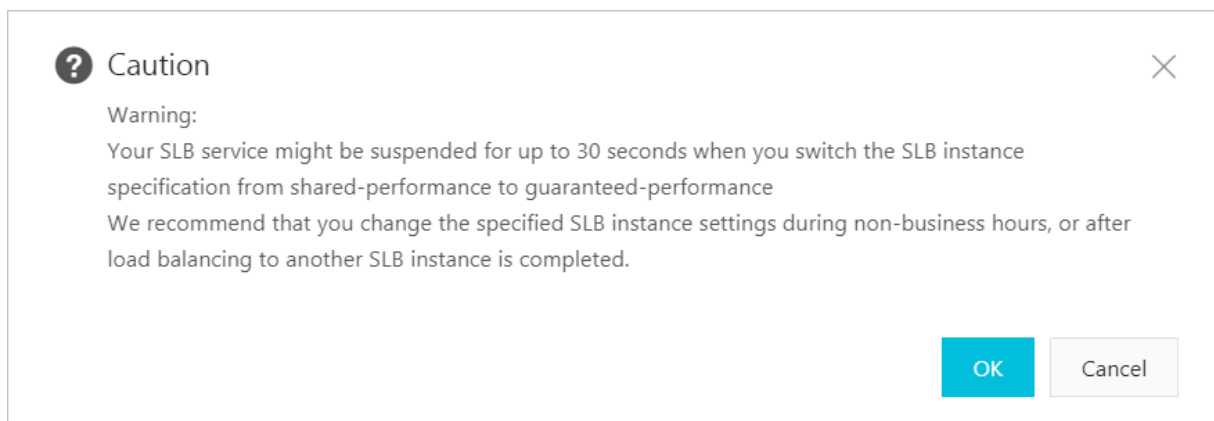 Caution
Warning:
Your SLB service might be suspended for up to 30 seconds when you switch the SLB instance
specification from shared-performance to guaranteed-performance
We recommend that you change the specified SLB instance settings during non-business hours, or after
load balancing to another SLB instance is completed.
OK
Cancel